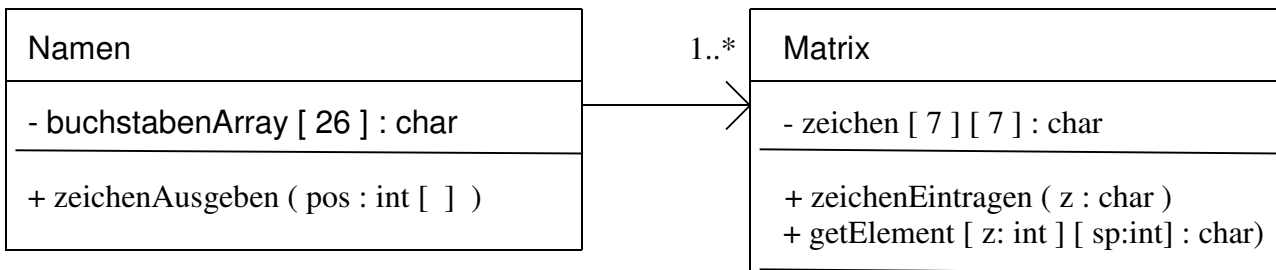 Namen
- buchstabenArray [ 26 ] : char
+ zeichenAusgeben ( pos : int [  ]  )
1..*
Matrix
- zeichen [ 7 ] [ 7 ] : char
+ zeichenEintragen ( z : char )
+ getElement [ z: int ] [ sp:int] : char)